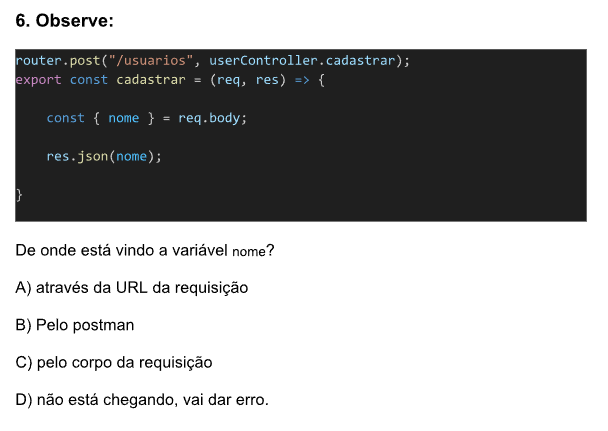 6. Observe:
router.post("/usuarios", userController.cadastrar);
export const cadastrar = (req, res) => {
const { nome } = req.body;
res.json(nome);
}
De onde está vindo a variável nome?
A) através da URL da requisição
B) Pelo postman
C) pelo corpo da requisição
D) não está chegando, vai dar erro.